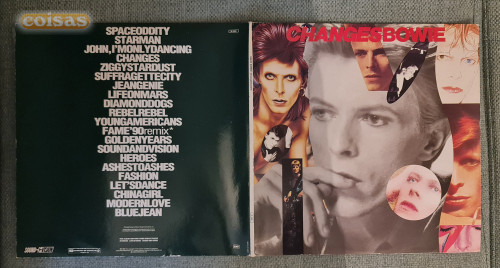 coisas
SPACEODDITY
STARMAN
JOHN,I'MONLYDANCING
CHANGES
ZIGGYSTARDUST
SUFFRAGETTECITY
JEANGENIE
LIFEONMARS
DIAMONDDOGS
REBELREBEL
YOUNGAMERICANS
FAME'90remix*
GOLDENYEARS
SOUNDANDVISION
HEROES
ASHESTOASHES
FASHION
LET'SDANCE
CHINAGIRL
MODERNLOVE
BLUEJEAN
CHANGESBOWIE